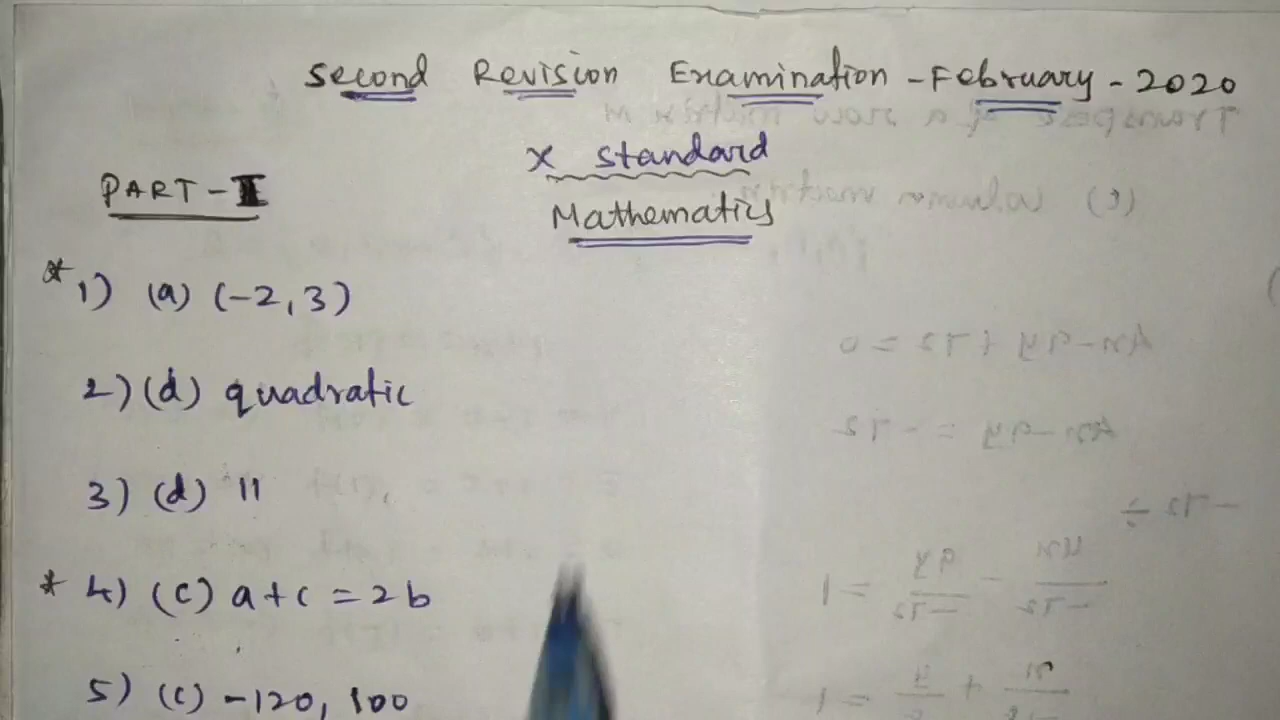 Second Revision Examination - February - 2020
X Standard
PART - I
Mathematics
* 1) (a) (-2, 3)
2) (d) quadratic
3) (d) 11
* 4) (c) a + c = 2b
5) (c) -120, 100